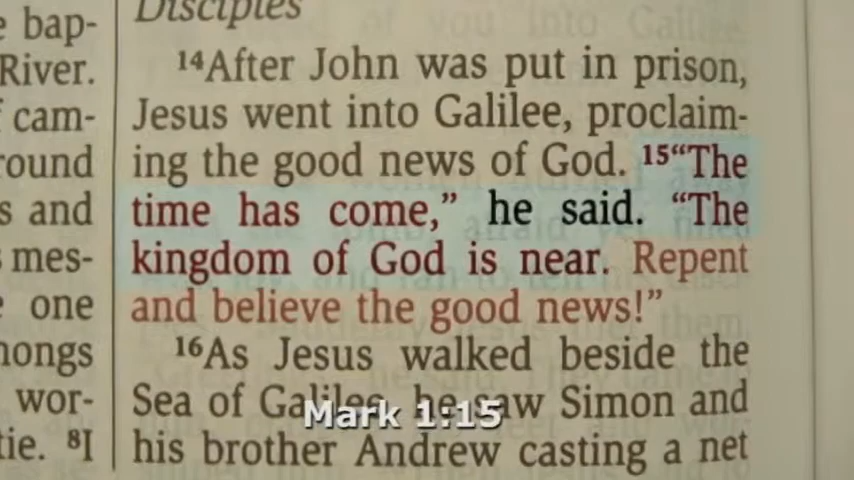 Disciples
¹⁴After John was put in prison,
Jesus went into Galilee, proclaim-
ing the good news of God. ¹⁵“The
time has come,” he said. “The
kingdom of God is near. Repent
and believe the good news!”
¹⁶As Jesus walked beside the
Sea of Galilee, he saw Simon and
his brother Andrew casting a net
Mark 1:15
bap-
River.
cam-
round
s and
mes-
one
nongs
wor-
tie. ⁸I